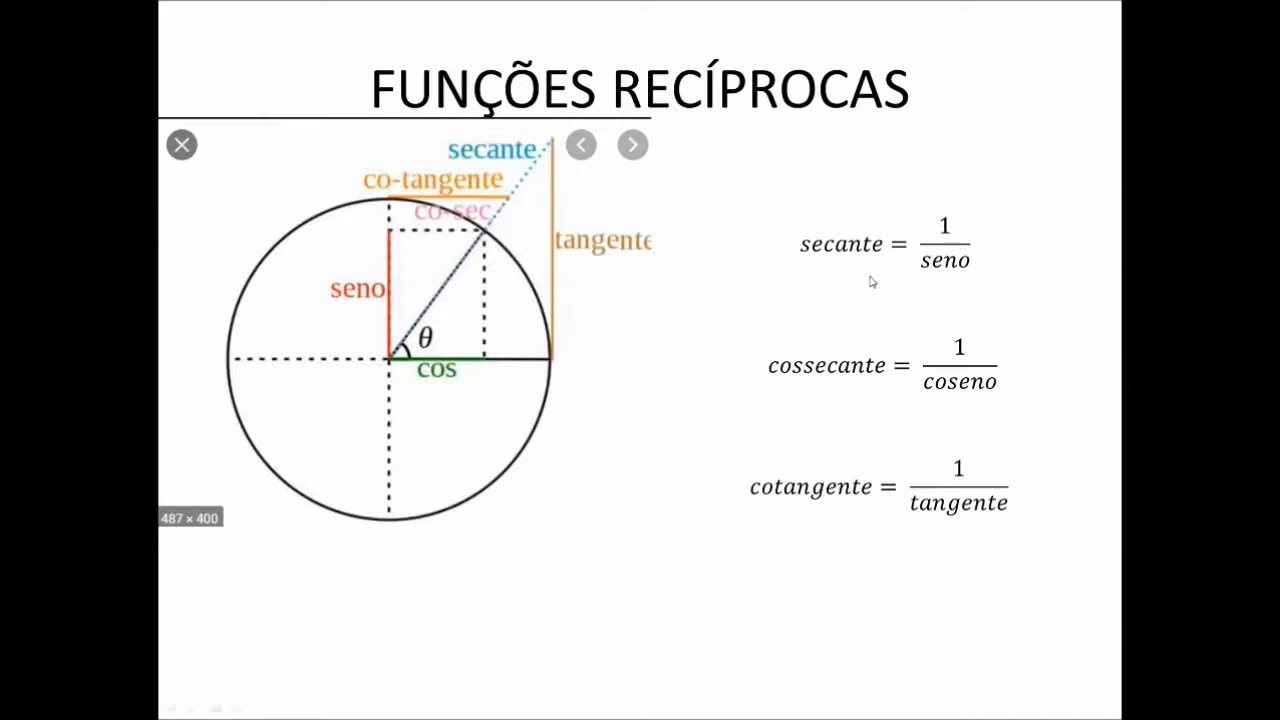 FUNÇÕES RECÍPROCAS
secante
co-tangente
co-sec
tangente
seno
θ
cos
487 × 400
secante = 1/seno
cossecante = 1/coseno
cotangente = 1/tangente